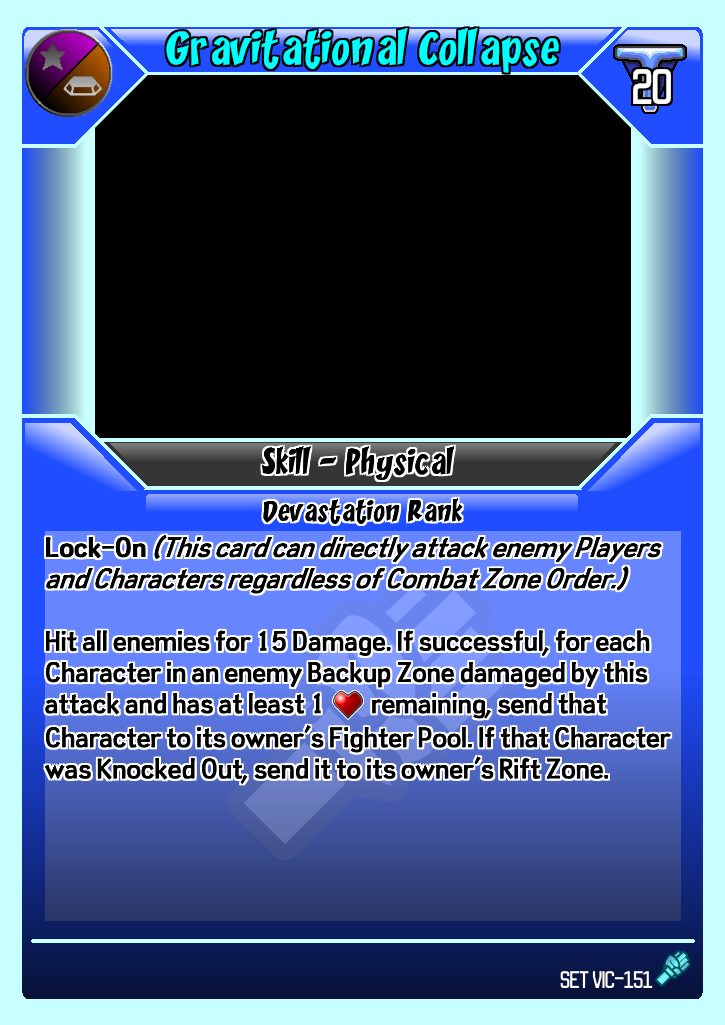 Gravitational Collapse
20
Skill - Physical
Devastation Rank
Lock-On (This card can directly attack enemy Players
and Characters regardless of Combat Zone Order.)
Hit all enemies for 15 Damage. If successful, for each
Character in an enemy Backup Zone damaged by this
attack and has at least 1 remaining, send that
Character to its owner's Fighter Pool. If that Character
was Knocked Out, send it to its owner's Rift Zone.
SET VIC-151